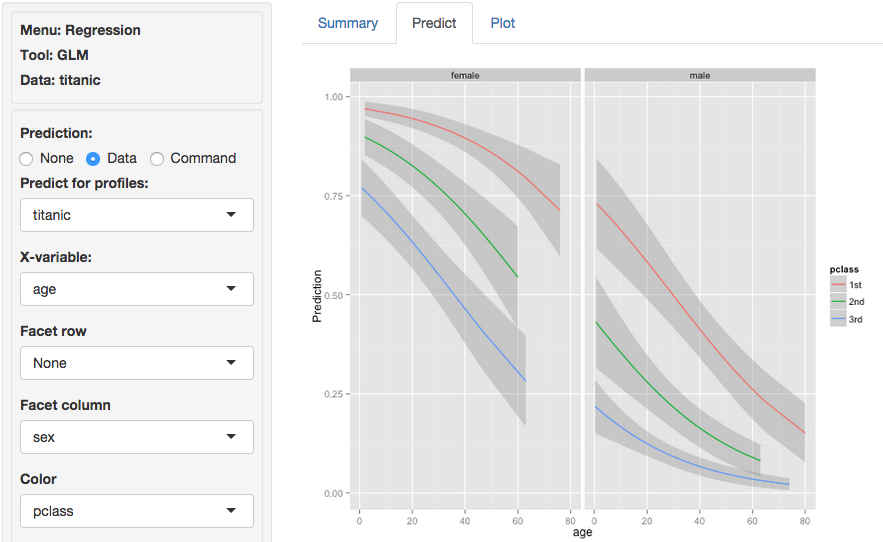 Menu: Regression
Tool: GLM
Data: titanic
Prediction:
None Data Command
Predict for profiles:
titanic
X-variable:
age
Facet row
None
Facet column
sex
Color
pclass
Summary Predict Plot
female male
1.00
0.75
0.50
0.25
0.00
Prediction
0 20 40 60 80 0 20 40 60 80
age
pclass
1st
2nd
3rd